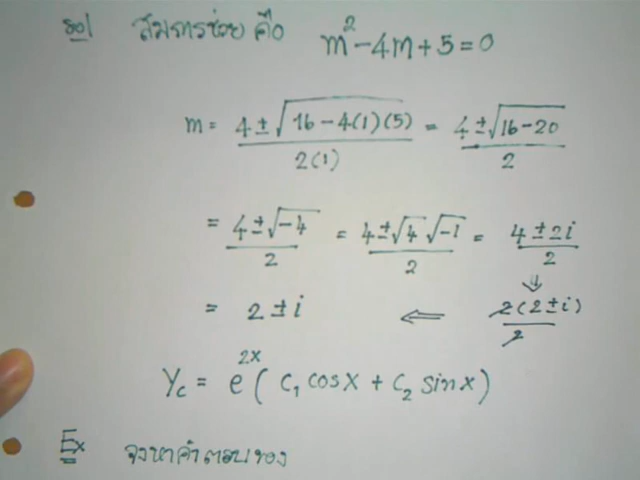 sol สมการช่วย คือ m² - 4m + 5 = 0
m = 4 ± √16 - 4(1)(5) / 2(1) = 4 ± √16 - 20 / 2
= 4 ± √-4 / 2 = 4 ± √4 √-1 / 2 = 4 ± 2i / 2
⇓
= 2 ± i ⇐ 2(2 ± i) / 2
Yc = e^2x ( C₁ cos x + C₂ sin x )
Ex จงหาคำตอบของ